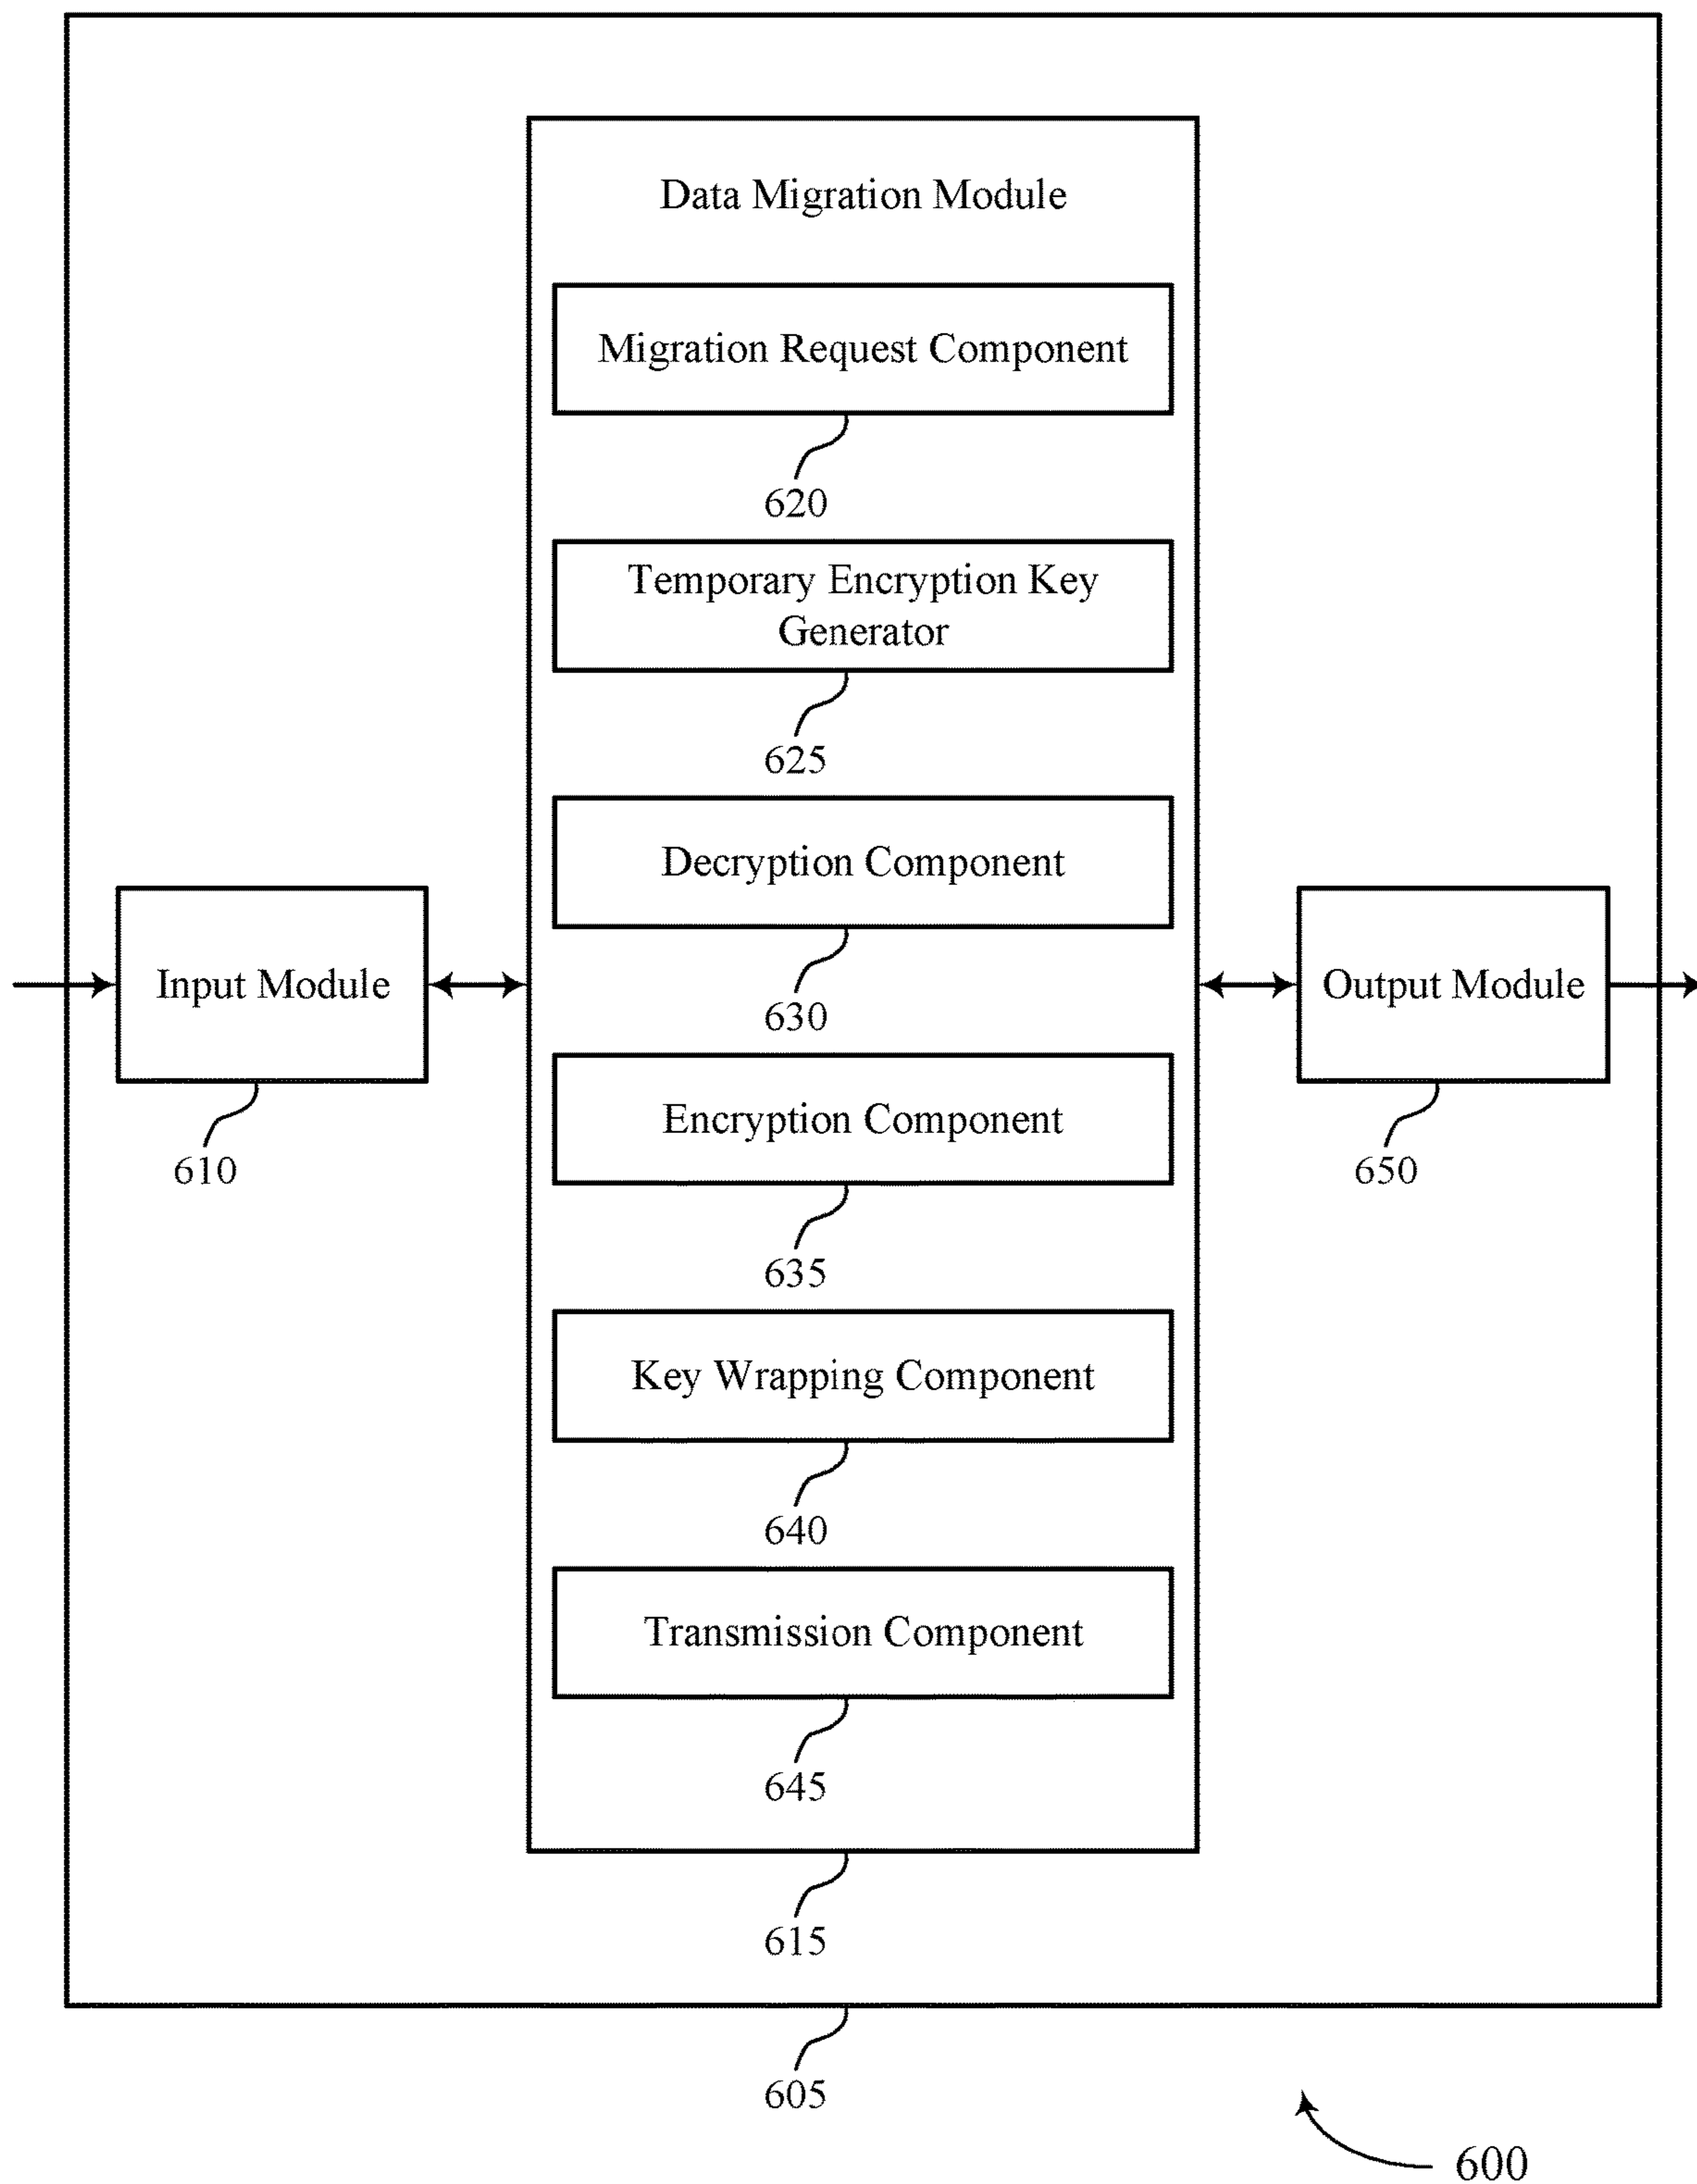 Data Migration Module
Migration Request Component
620
Temporary Encryption Key
Generator
625
Decryption Component
630
Input Module
610
Output Module
650
Encryption Component
635
Key Wrapping Component
640
Transmission Component
645
615
605
600